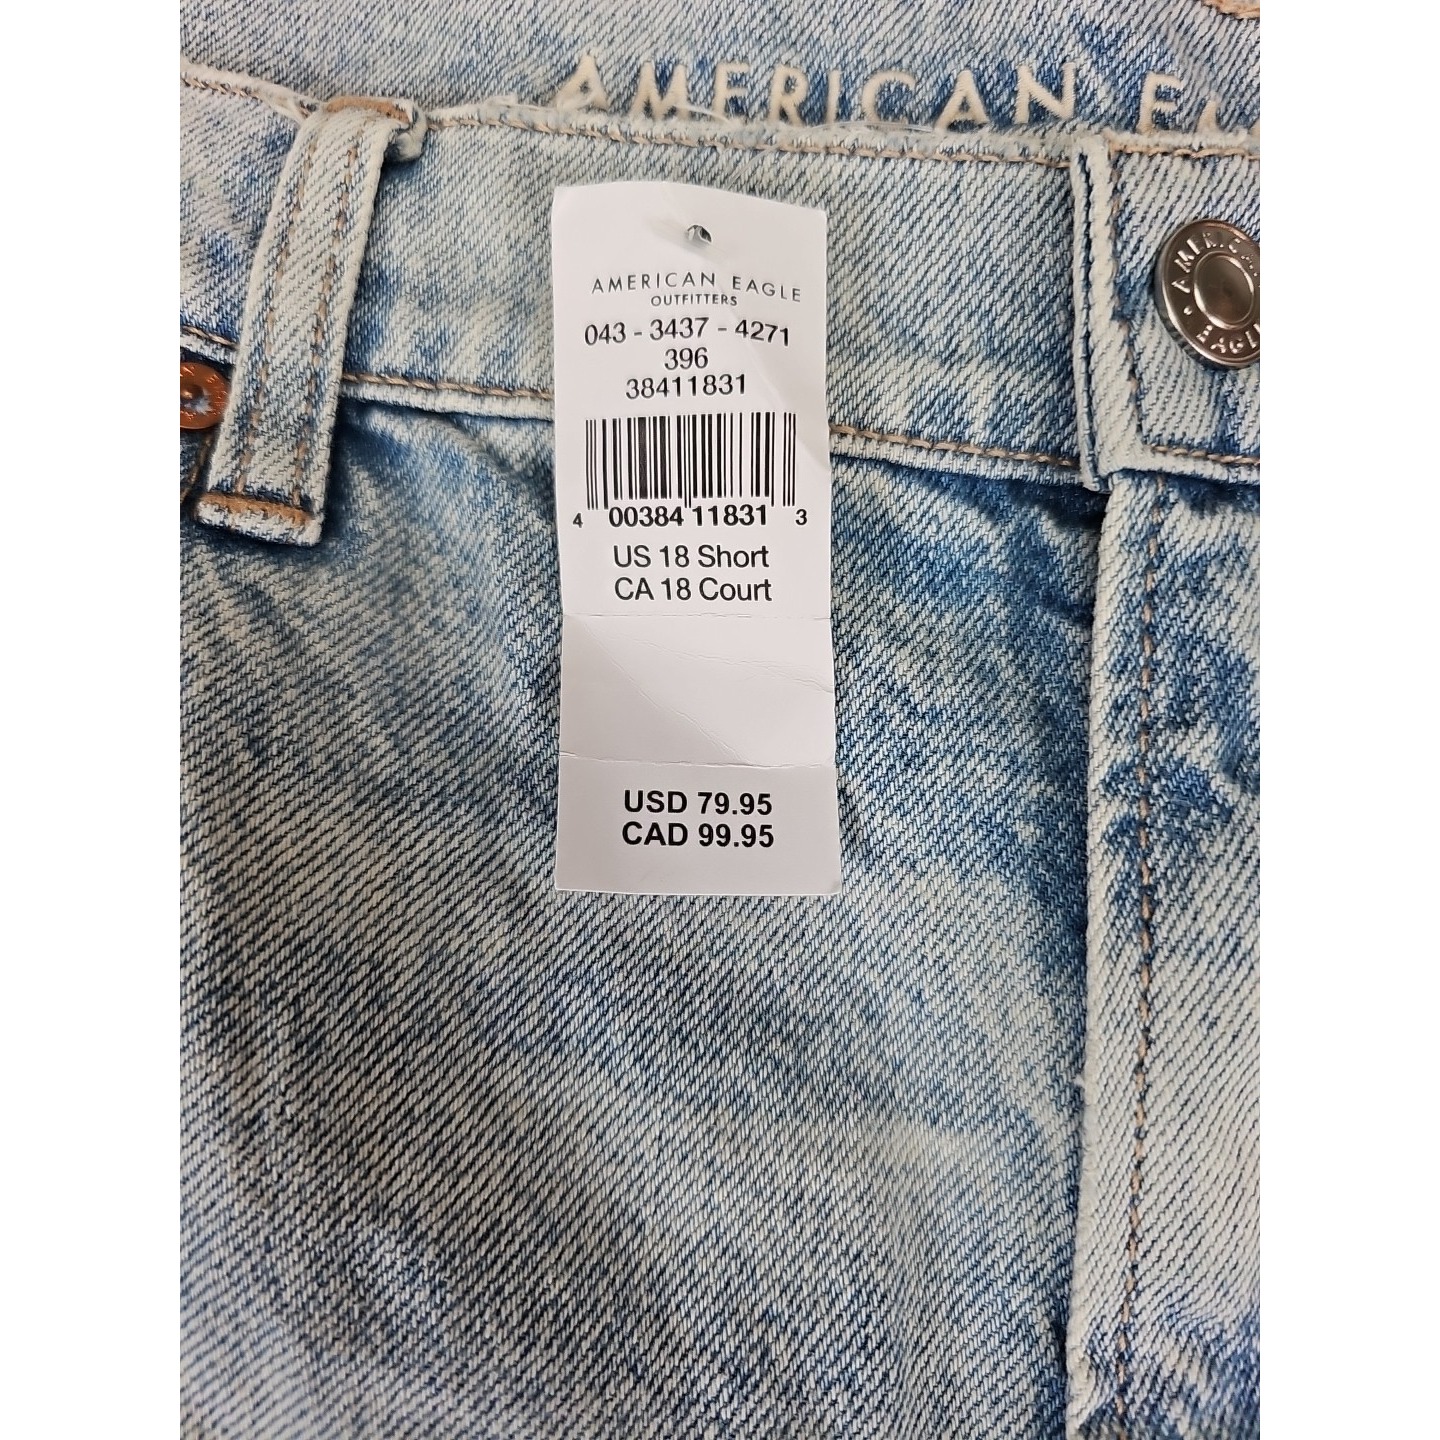 AMERICAN
AMERICAN EAGLE
OUTFITTERS
043 - 3437 - 4271
396
38411831
4 00384 11831 3
US 18 Short
CA 18 Court
USD 79.95
CAD 99.95